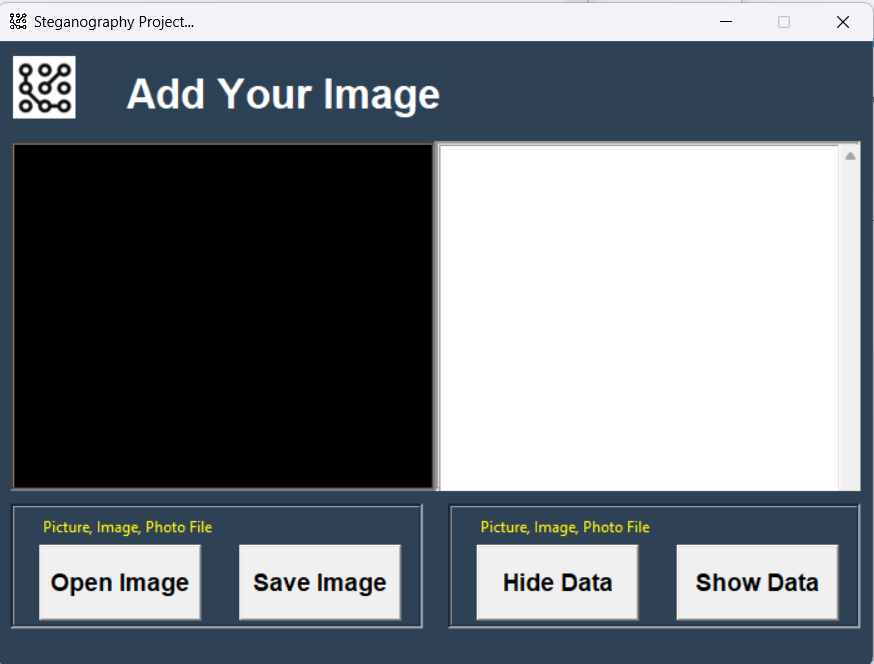 Steganography Project...
Add Your Image
Picture, Image, Photo File
Open Image
Save Image
Picture, Image, Photo File
Hide Data
Show Data